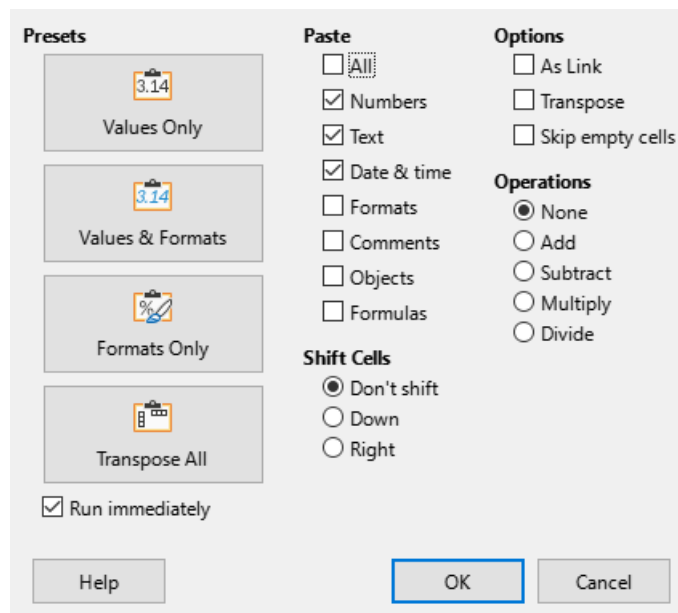 Presets
3.14
Values Only
3.14
Values & Formats
%
Formats Only
Transpose All
Run immediately
Paste
All
Numbers
Text
Date & time
Formats
Comments
Objects
Formulas
Shift Cells
Don't shift
Down
Right
Options
As Link
Transpose
Skip empty cells
Operations
None
Add
Subtract
Multiply
Divide
Help
OK
Cancel